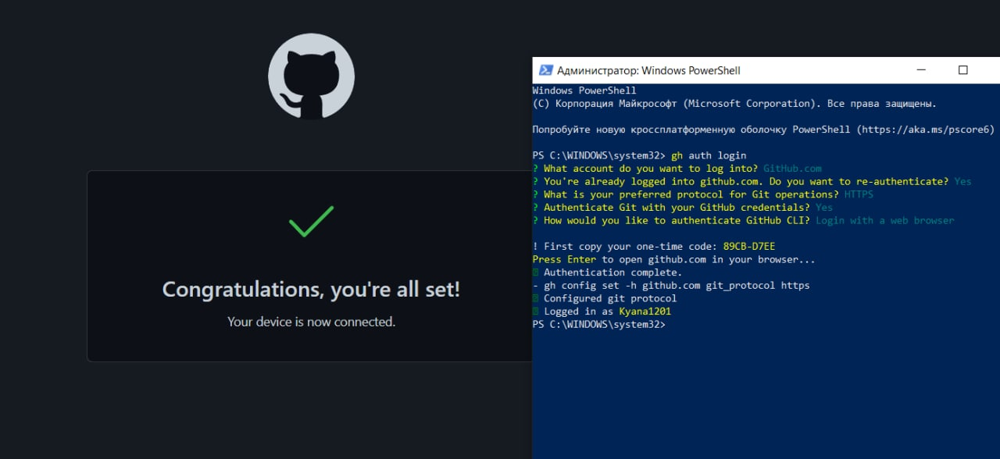 Congratulations, you're all set!
Your device is now connected.
Администратор: Windows PowerShell
Windows PowerShell
(C) Корпорация Майкрософт (Microsoft Corporation). Все права защищены.
Попробуйте новую кроссплатформенную оболочку PowerShell (https://aka.ms/pscore6)
PS C:\WINDOWS\system32> gh auth login
? What account do you want to log into? GitHub.com
? You're already logged into github.com. Do you want to re-authenticate? Yes
? What is your preferred protocol for Git operations? HTTPS
? Authenticate Git with your GitHub credentials? Yes
? How would you like to authenticate GitHub CLI? Login with a web browser
! First copy your one-time code: 89CB-D7EE
Press Enter to open github.com in your browser...
Authentication complete.
- gh config set -h github.com git_protocol https
Configured git protocol
Logged in as Kyana1201
PS C:\WINDOWS\system32>